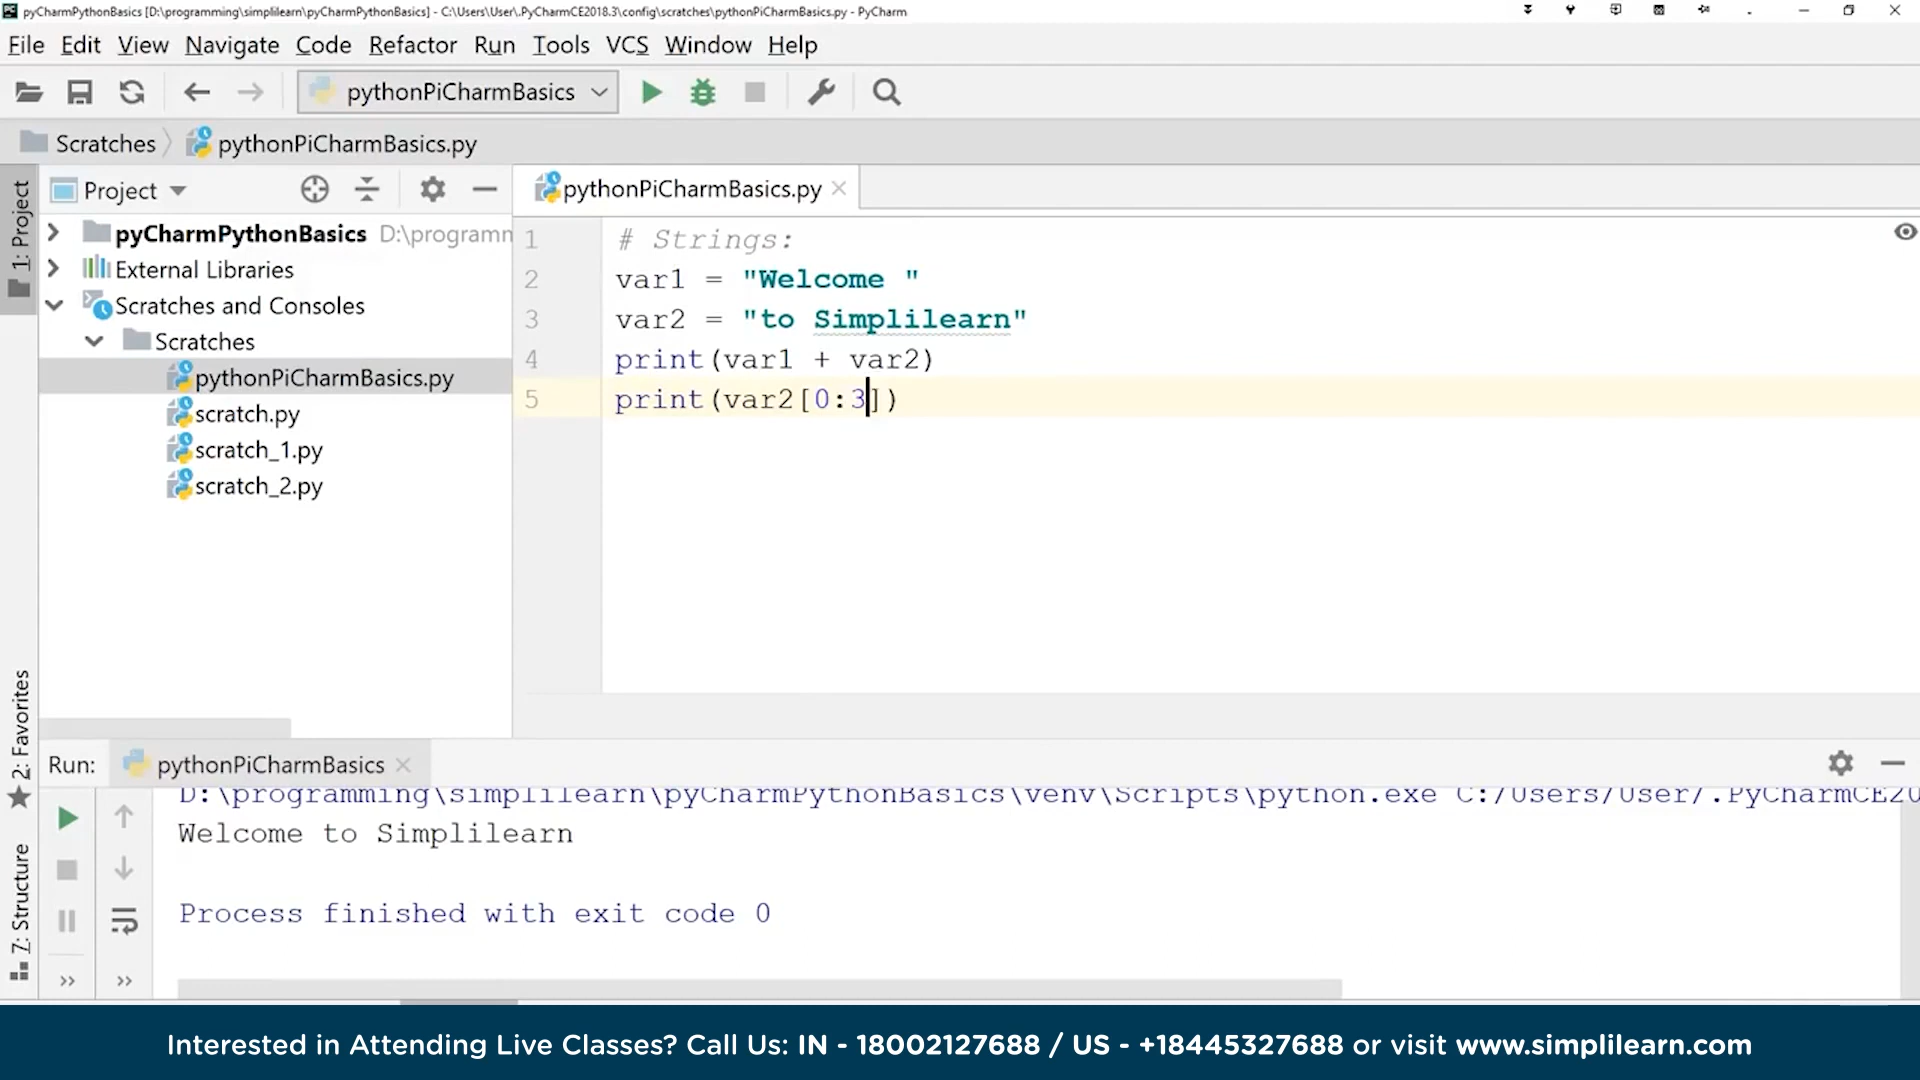 pyCharmPythonBasics [D:\programming\simplilearn\pyCharmPythonBasics] - C:\Users\User\.PyCharmCE2018.3\config\scratches\pythonPiCharmBasics.py - PyCharm
File Edit View Navigate Code Refactor Run Tools VCS Window Help
pythonPiCharmBasics
Scratches pythonPiCharmBasics.py
1: Project
Project
pyCharmPythonBasics D:\programm
External Libraries
Scratches and Consoles
Scratches
pythonPiCharmBasics.py
scratch.py
scratch_1.py
scratch_2.py
pythonPiCharmBasics.py
1 # Strings:
2 var1 = "Welcome "
3 var2 = "to Simplilearn"
4 print(var1 + var2)
5 print(var2[0:3])
2: Favorites
Z: Structure
Run: pythonPiCharmBasics
D:\programming\simplilearn\pyCharmPythonBasics\venv\Scripts\python.exe C:/Users/User/.PyCharmCE20
Welcome to Simplilearn
Process finished with exit code 0
Interested in Attending Live Classes? Call Us: IN - 18002127688 / US - +18445327688 or visit www.simplilearn.com